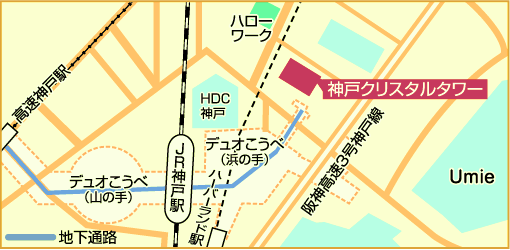 ハロー
ワーク
高速神戸駅
神戸クリスタルタワー
HDC
神戸
デュオこうべ
（浜の手）
JR神戸駅
阪神高速3号神戸線
デュオこうべ
（山の手）
ハーバーランド駅
Umie
地下通路